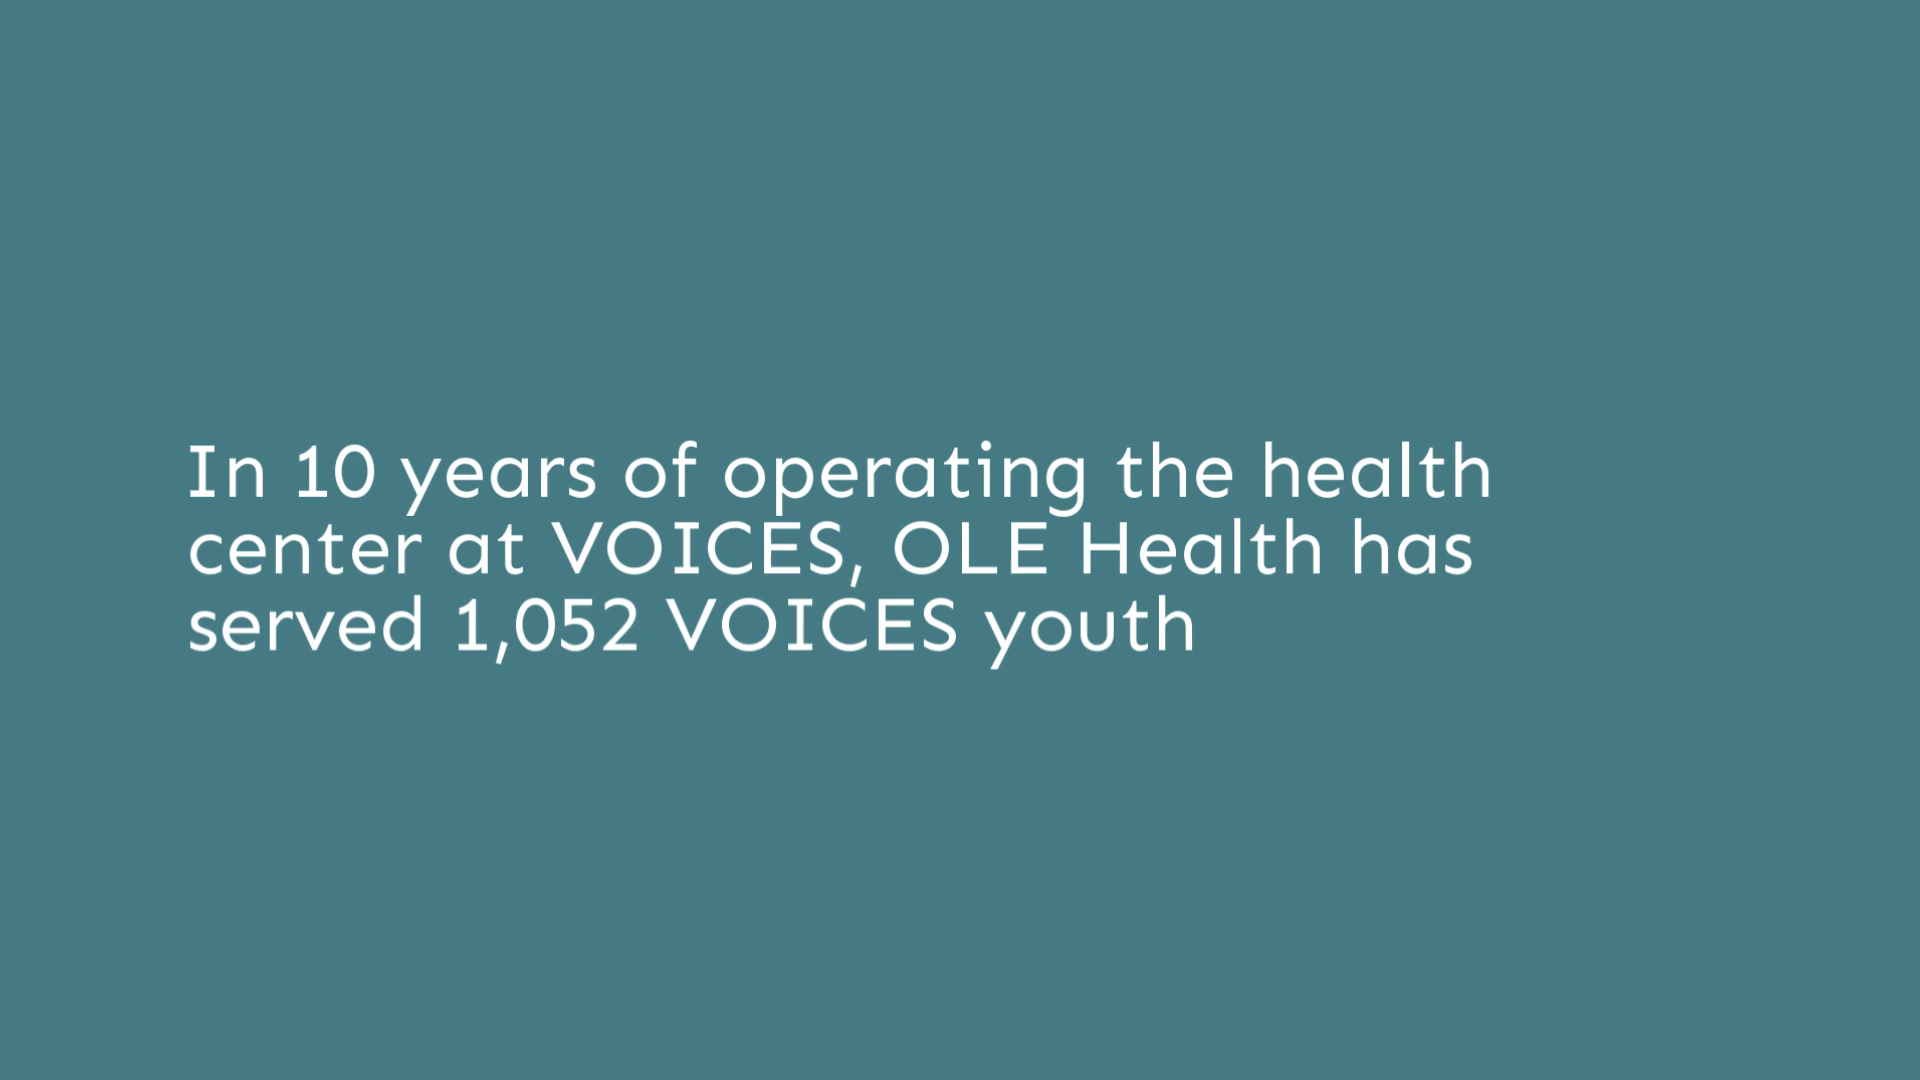 In 10 years of operating the health
center at VOICES, OLE Health has
served 1,052 VOICES youth